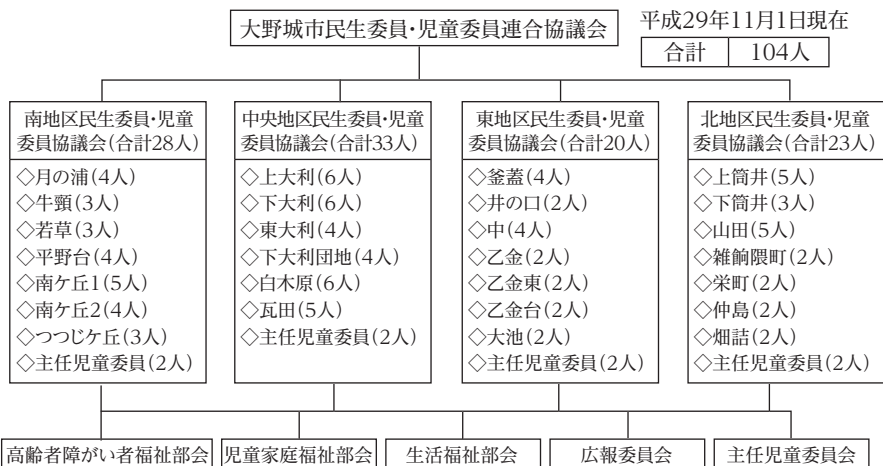 大野城市民生委員・児童委員連合協議会
平成29年11月1日現在
合計 104人
南地区民生委員・児童
委員協議会(合計28人)
◇月の浦(4人)
◇牛頸(3人)
◇若草(3人)
◇平野台(4人)
◇南ケ丘1(5人)
◇南ケ丘2(4人)
◇つつじケ丘(3人)
◇主任児童委員(2人)
中央地区民生委員・児童
委員協議会(合計33人)
◇上大利(6人)
◇下大利(6人)
◇東大利(4人)
◇下大利団地(4人)
◇白木原(6人)
◇瓦田(5人)
◇主任児童委員(2人)
東地区民生委員・児童
委員協議会(合計20人)
◇釜蓋(4人)
◇井の口(2人)
◇中(4人)
◇乙金(2人)
◇乙金東(2人)
◇乙金台(2人)
◇大池(2人)
◇主任児童委員(2人)
北地区民生委員・児童
委員協議会(合計23人)
◇上筒井(5人)
◇下筒井(3人)
◇山田(5人)
◇雑餉隈町(2人)
◇栄町(2人)
◇仲島(2人)
◇畑詰(2人)
◇主任児童委員(2人)
高齢者障がい者福祉部会
児童家庭福祉部会
生活福祉部会
広報委員会
主任児童委員会